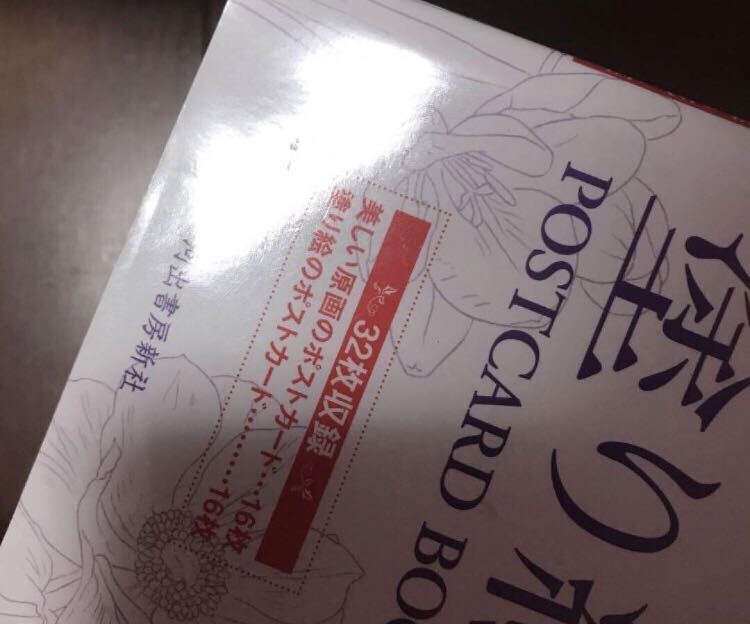 塗り
POSTCARD BOO
32枚収録
美しい原画のポストカード…16枚
塗り絵のポストカード………16枚
河出書房新社